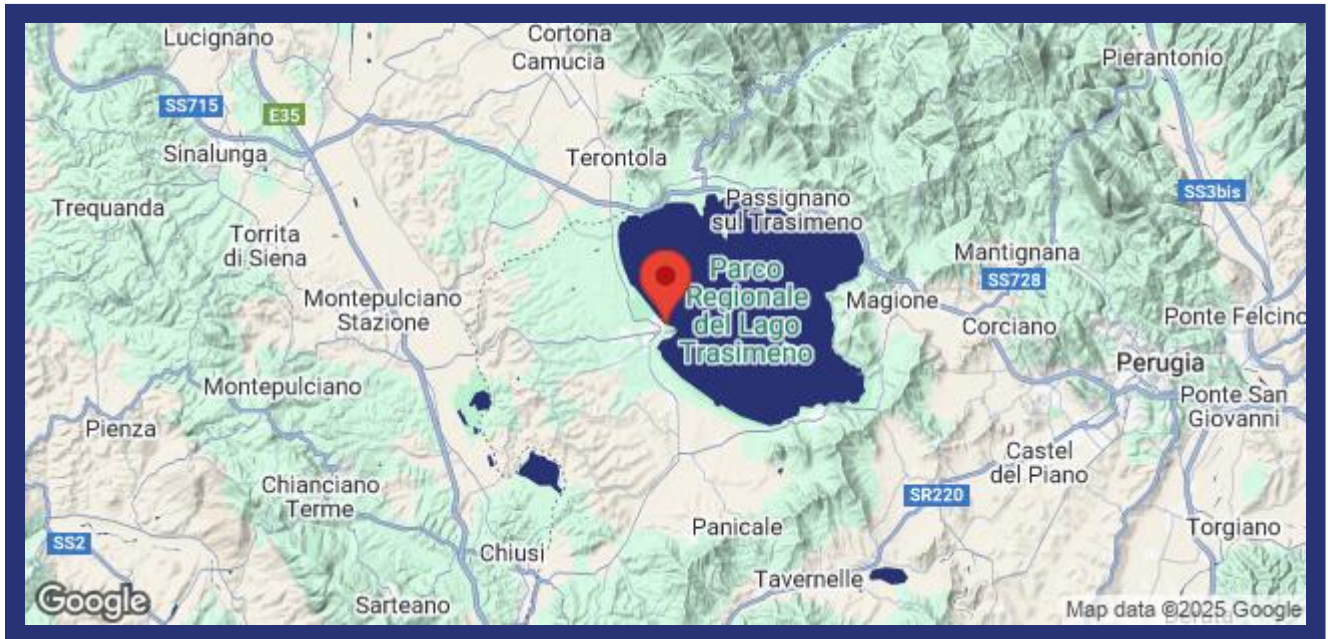 Lucignano
Cortona
Camucia
Pierantonio
SS715
E35
Sinalunga
Terontola
SS3bis
Trequanda
Passignano
sul Trasimeno
Torrita
di Siena
Mantignana
Parco
Regionale
del Lago
Trasimeno
SS728
Montepulciano
Stazione
Magione
Corciano
Ponte Felcino
Perugia
Montepulciano
Ponte San
Giovanni
Pienza
Castel
del Piano
Chianciano
Terme
SR220
Panicale
Torgiano
SS2
Chiusi
Tavernelle
Sarteano
Google
Map data ©2025 Google